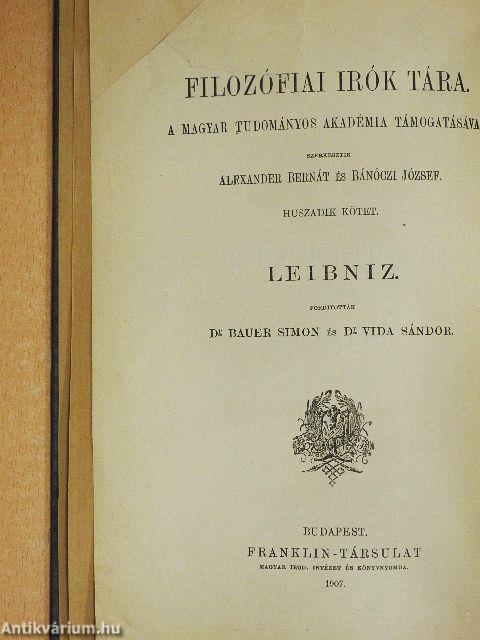 FILOZÓFIAI IRÓK TÁRA.
A MAGYAR TUDOMÁNYOS AKADÉMIA TÁMOGATÁSÁVA
SZERKESZTIK
ALEXANDER BERNÁT ÉS BÁNÓCZI JÓZSEF.
HUSZADIK KÖTET.
LEIBNIZ.
FORDÍTOTTÁK
DR BAUER SIMON ÉS DR VIDA SÁNDOR.
BUDAPEST.
FRANKLIN-TÁRSULAT
MAGYAR IROD. INTÉZET ÉS KÖNYVNYOMDA.
1907.
Antikvárium.hu